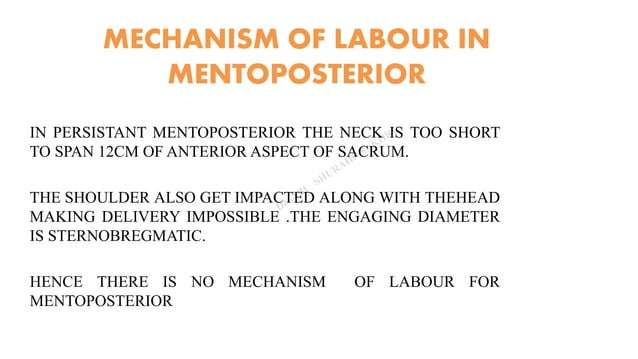 MECHANISM OF LABOUR IN
MENTOPOSTERIOR
IN PERSISTANT MENTOPOSTERIOR THE NECK IS TOO SHORT
TO SPAN 12CM OF ANTERIOR ASPECT OF SACRUM.
THE SHOULDER ALSO GET IMPACTED ALONG WITH THEHEAD
MAKING DELIVERY IMPOSSIBLE .THE ENGAGING DIAMETER
IS STERNOBREGMATIC.
HENCE THERE IS NO MECHANISM OF LABOUR FOR
MENTOPOSTERIOR